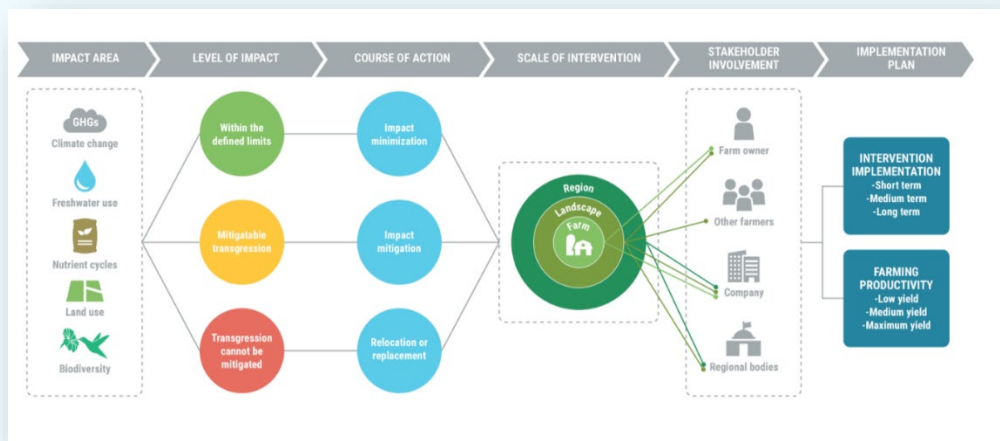 IMPACT AREA
LEVEL OF IMPACT
COURSE OF ACTION
SCALE OF INTERVENTION
STAKEHOLDER
INVOLVEMENT
IMPLEMENTATION
PLAN
GHGs
Climate change
Freshwater use
Nutrient cycles
Land use
Biodiversity
Within the
defined limits
Mitigatable
transgression
Transgression
cannot be
mitigated
Impact
minimization
Impact
mitigation
Relocation or
replacement
Region
Landscape
Farm
Farm owner
Other farmers
Company
Regional bodies
INTERVENTION
IMPLEMENTATION
-Short term
-Medium term
-Long term
FARMING
PRODUCTIVITY
-Low yield
-Medium yield
-Maximum yield